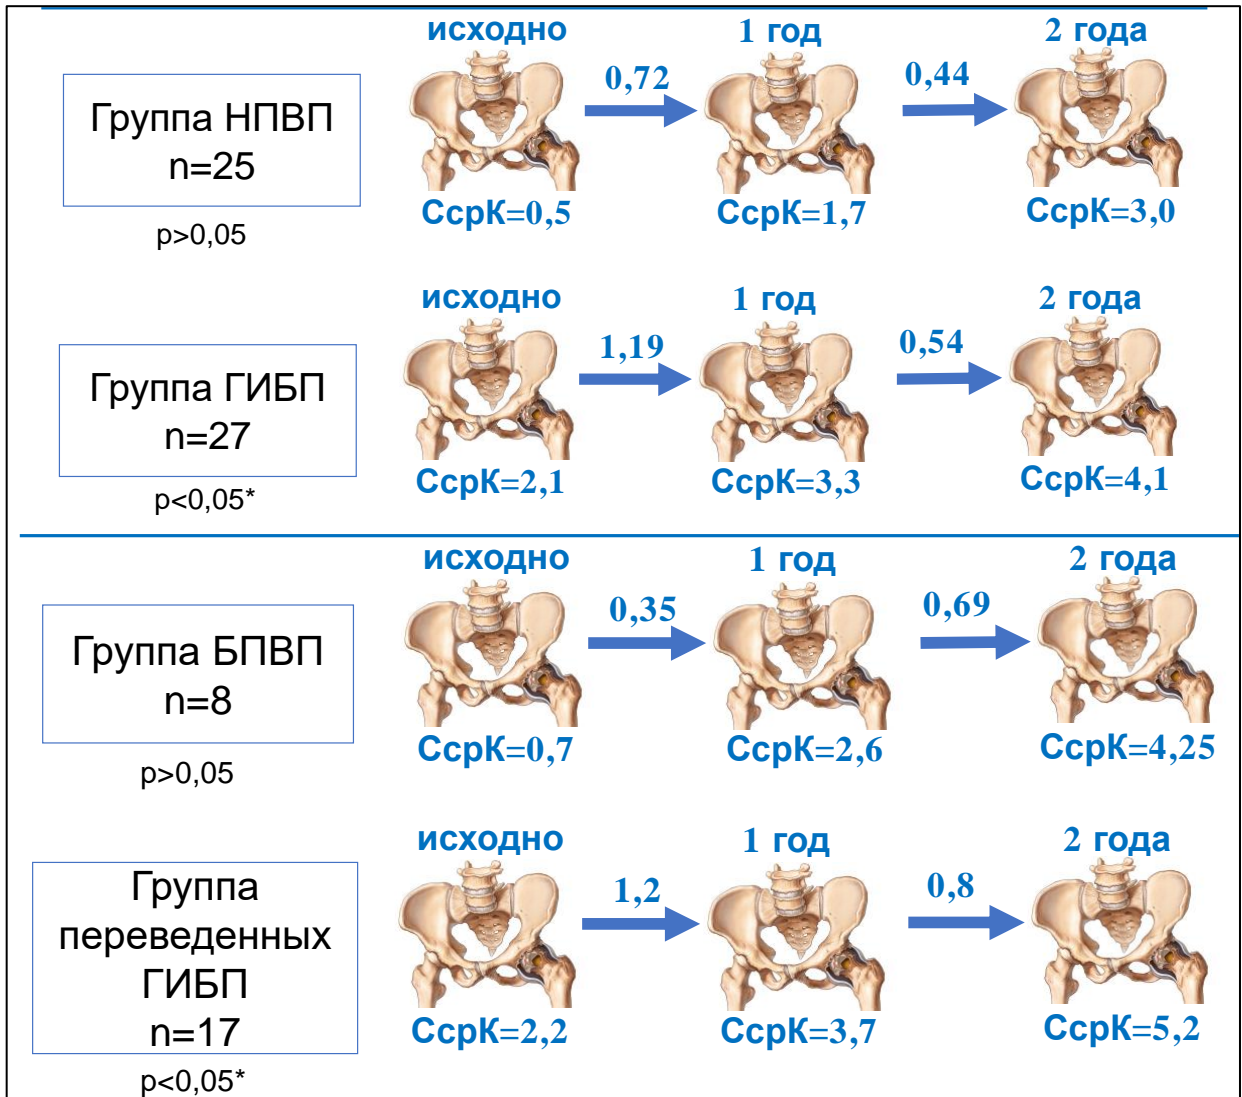 исходно 1 год 2 года
0,72 0,44
Группа НПВП
n=25
СсрК=0,5 СсрК=1,7 СсрК=3,0
p>0,05
исходно 1 год 2 года
1,19 0,54
Группа ГИБП
n=27
СсрК=2,1 СсрК=3,3 СсрК=4,1
p<0,05*
исходно 1 год 2 года
0,35 0,69
Группа БПВП
n=8
СсрК=0,7 СсрК=2,6 СсрК=4,25
p>0,05
исходно 1 год 2 года
1,2 0,8
Группа
переведенных
ГИБП
n=17
СсрК=2,2 СсрК=3,7 СсрК=5,2
p<0,05*